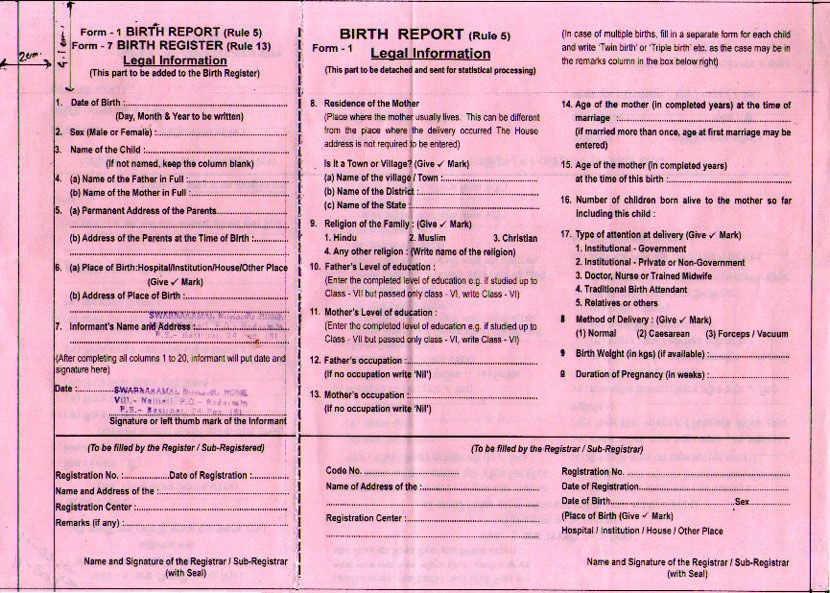 Form - 1 BIRTH REPORT (Rule 5)
Form - 7 BIRTH REGISTER (Rule 13)
Legal Information
(This part to be added to the Birth Register)
2cm.
1. Date of Birth :
(Day, Month & Year to be written)
2. Sex (Male or Female) :
3. Name of the Child :
(If not named, keep the column blank)
4. (a) Name of the Father in Full :
(b) Name of the Mother in Full :
5. (a) Permanent Address of the Parents
(b) Address of the Parents at the Time of Birth :
6. (a) Place of Birth:Hospital/Institution/House/Other Place
(Give ✓ Mark)
(b) Address of Place of Birth :
SWARNAKAMAL
7. Informant's Name and Address :
(After completing all columns 1 to 20, informant will put date and
signature here)
Date :
SWARNAKAMAL HOME
Vill.- P.O.-
P.S.- 24 Pgs (S)
Signature or left thumb mark of the Informant
(To be filled by the Register / Sub-Registered)
Registration No. : Date of Registration :
Name and Address of the :
Registration Center :
Remarks (if any) :
Name and Signature of the Registrar / Sub-Registrar
(with Seal)
BIRTH REPORT (Rule 5)
Form - 1
Legal Information
(This part to be detached and sent for statistical processing)
8. Residence of the Mother
(Place where the mother usually lives. This can be different
from the place where the delivery occurred The House
address is not required to be entered)
Is it a Town or Village? (Give ✓ Mark)
(a) Name of the village / Town :
(b) Name of the District :
(c) Name of the State :
9. Religion of the Family : (Give ✓ Mark)
1. Hindu 2. Muslim 3. Christian
4. Any other religion : (Write name of the religion)
10. Father's Level of education :
(Enter the completed level of education e.g. if studied up to
Class - VII but passed only class - VI, write Class - VI)
11. Mother's Level of education :
(Enter the completed level of education e.g. if studied up to
Class - VII but passed only class - VI, write Class - VI)
12. Father's occupation :
(If no occupation write 'Nil')
13. Mother's occupation :
(If no occupation write 'Nil')
(In case of multiple births, fill in a separate form for each child
and write 'Twin birth' or 'Triple birth' etc. as the case may be in
the remarks column in the box below right)
14. Age of the mother (in completed years) at the time of
marriage :
(if married more than once, age at first marriage may be
entered)
15. Age of the mother (in completed years)
at the time of this birth :
16. Number of children born alive to the mother so far
including this child :
17. Type of attention at delivery (Give ✓ Mark)
1. Institutional - Government
2. Institutional - Private or Non-Government
3. Doctor, Nurse or Trained Midwife
4. Traditional Birth Attendant
5. Relatives or others
8 Method of Delivery : (Give ✓ Mark)
(1) Normal (2) Caesarean (3) Forceps / Vacuum
9 Birth Weight (in kgs) (if available) :
Duration of Pregnancy (in weeks) :
(To be filled by the Registrar / Sub-Registrar)
Code No.
Name of Address of the :
Registration Center :
Registration No.
Date of Registration
Date of Birth Sex
(Place of Birth (Give ✓ Mark)
Hospital / Institution / House / Other Place
Name and Signature of the Registrar / Sub-Registrar
(with Seal)